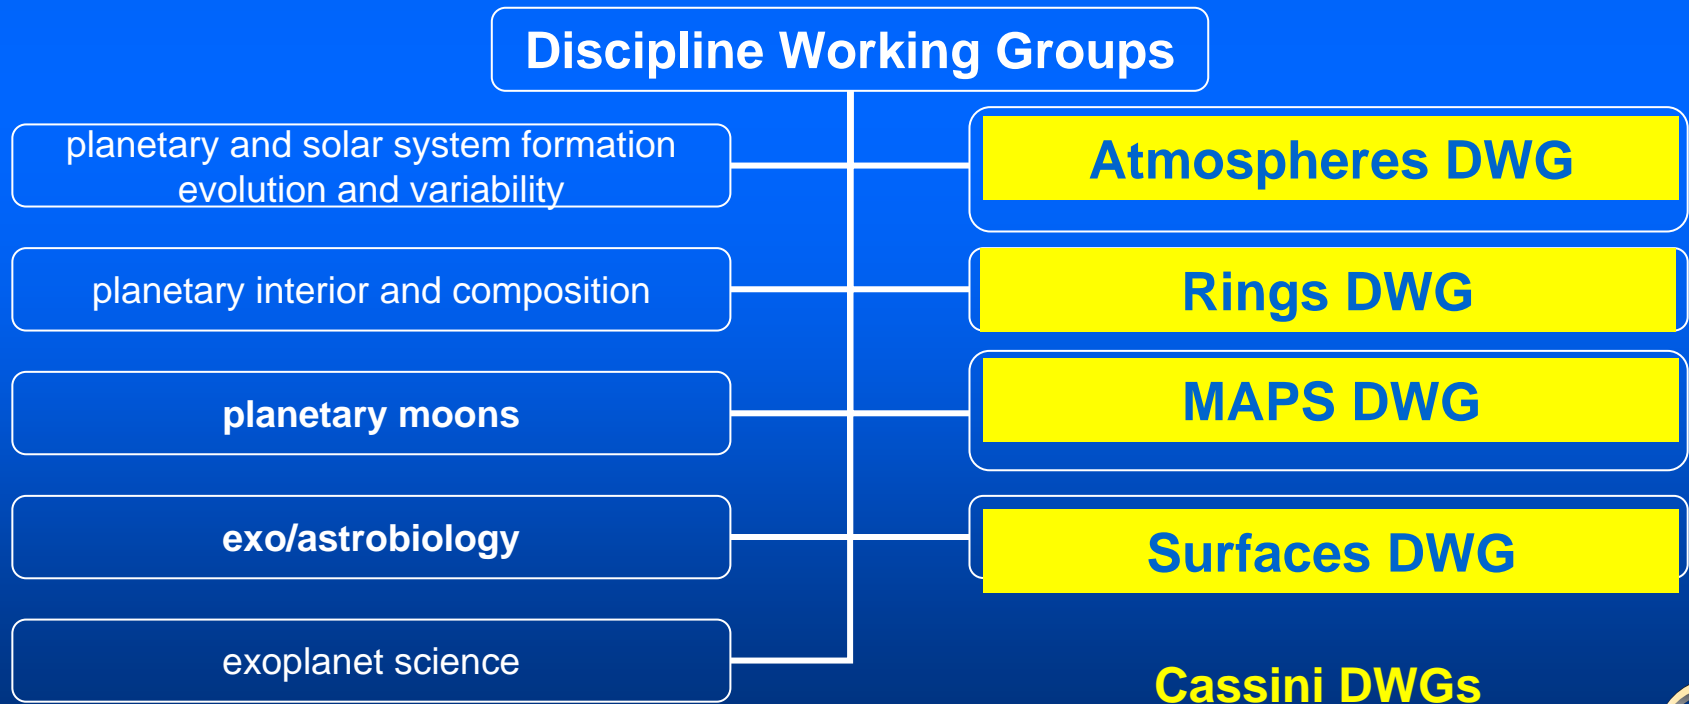 Discipline Working Groups
planetary and solar system formation
evolution and variability
planetary interior and composition
planetary moons
exo/astrobiology
exoplanet science
Atmospheres DWG
Rings DWG
MAPS DWG
Surfaces DWG
Cassini DWGs